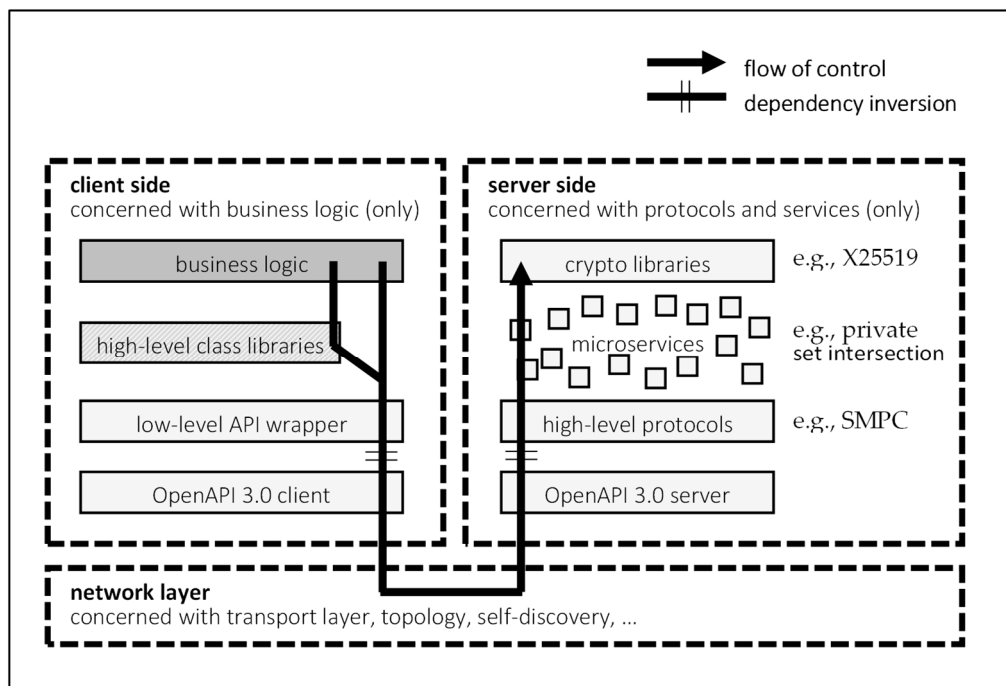 flow of control
dependency inversion
client side
concerned with business logic (only)
business logic
high-level class libraries
low-level API wrapper
OpenAPI 3.0 client
server side
concerned with protocols and services (only)
crypto libraries
e.g., X25519
microservices
e.g., private
set intersection
high-level protocols
e.g., SMPC
OpenAPI 3.0 server
network layer
concerned with transport layer, topology, self-discovery, ...